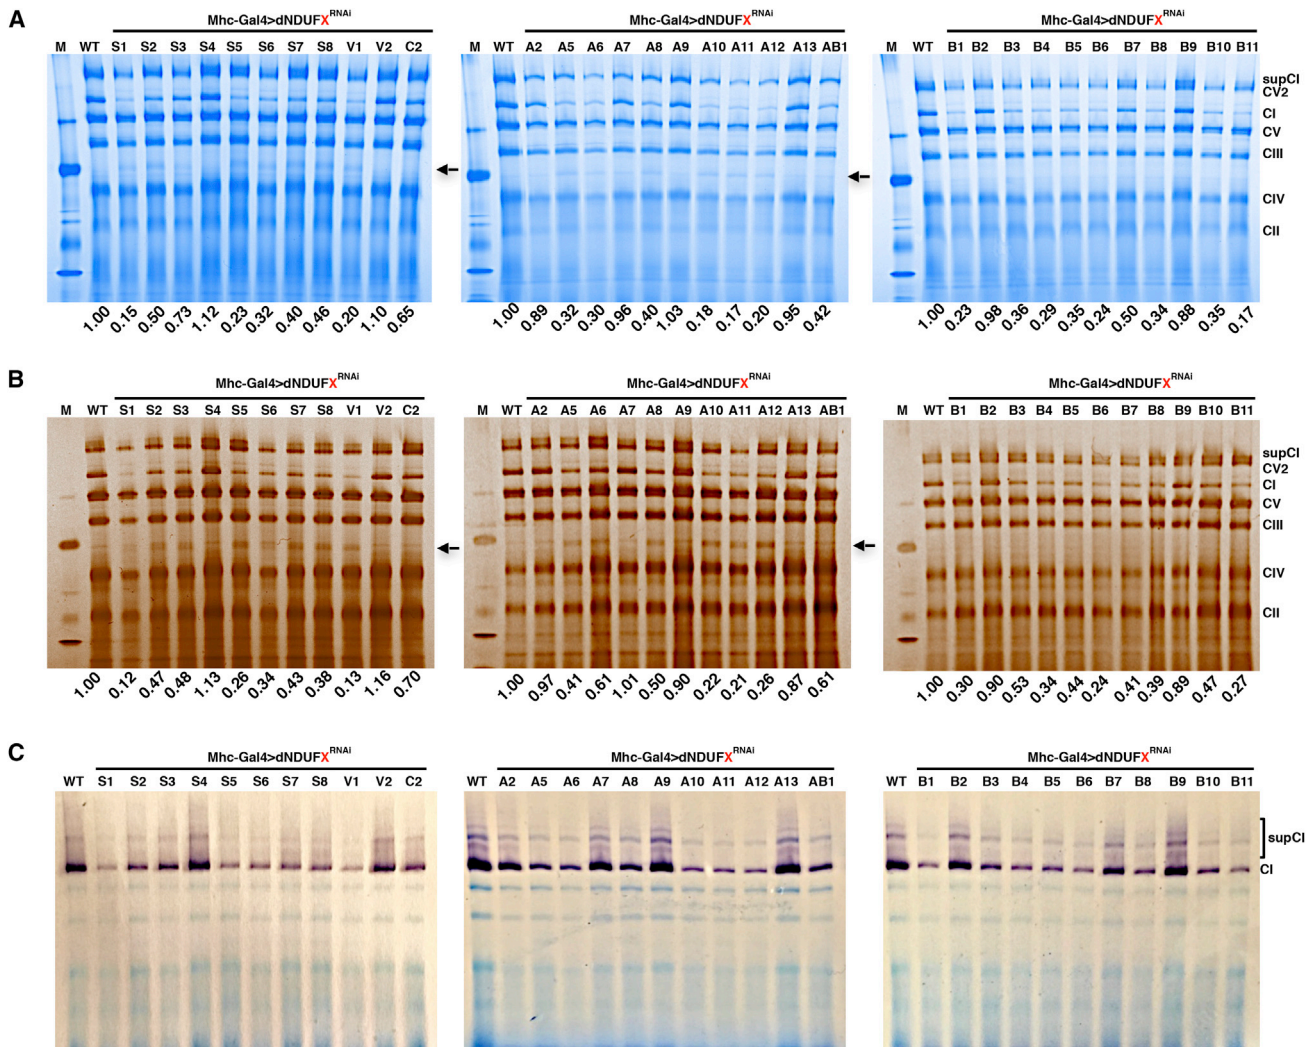 A
Mhc-Gal4>dNDUFX^RNAi
Mhc-Gal4>dNDUFX^RNAi
Mhc-Gal4>dNDUFX^RNAi
M WT S1 S2 S3 S4 S5 S6 S7 S8 V1 V2 C2
M WT A2 A5 A6 A7 A8 A9 A10 A11 A12 A13 AB1
M WT B1 B2 B3 B4 B5 B6 B7 B8 B9 B10 B11
supCI
CV2
CI
CV
CIII
CIV
CII
1.00 0.15 0.50 0.73 1.12 0.23 0.32 0.40 0.46 0.20 1.10 0.65
1.00 0.89 0.32 0.30 0.96 0.40 1.03 0.18 0.17 0.20 0.95 0.42
1.00 0.23 0.98 0.36 0.29 0.35 0.24 0.50 0.34 0.88 0.35 0.17
B
Mhc-Gal4>dNDUFX^RNAi
Mhc-Gal4>dNDUFX^RNAi
Mhc-Gal4>dNDUFX^RNAi
M WT S1 S2 S3 S4 S5 S6 S7 S8 V1 V2 C2
M WT A2 A5 A6 A7 A8 A9 A10 A11 A12 A13 AB1
M WT B1 B2 B3 B4 B5 B6 B7 B8 B9 B10 B11
supCI
CV2
CI
CV
CIII
CIV
CII
1.00 0.12 0.47 0.48 1.13 0.26 0.34 0.43 0.38 0.13 1.16 0.70
1.00 0.97 0.41 0.61 1.01 0.50 0.90 0.22 0.21 0.26 0.87 0.61
1.00 0.30 0.90 0.53 0.34 0.44 0.24 0.41 0.39 0.89 0.47 0.27
C
Mhc-Gal4>dNDUFX^RNAi
Mhc-Gal4>dNDUFX^RNAi
Mhc-Gal4>dNDUFX^RNAi
WT S1 S2 S3 S4 S5 S6 S7 S8 V1 V2 C2
WT A2 A5 A6 A7 A8 A9 A10 A11 A12 A13 AB1
WT B1 B2 B3 B4 B5 B6 B7 B8 B9 B10 B11
supCI
CI